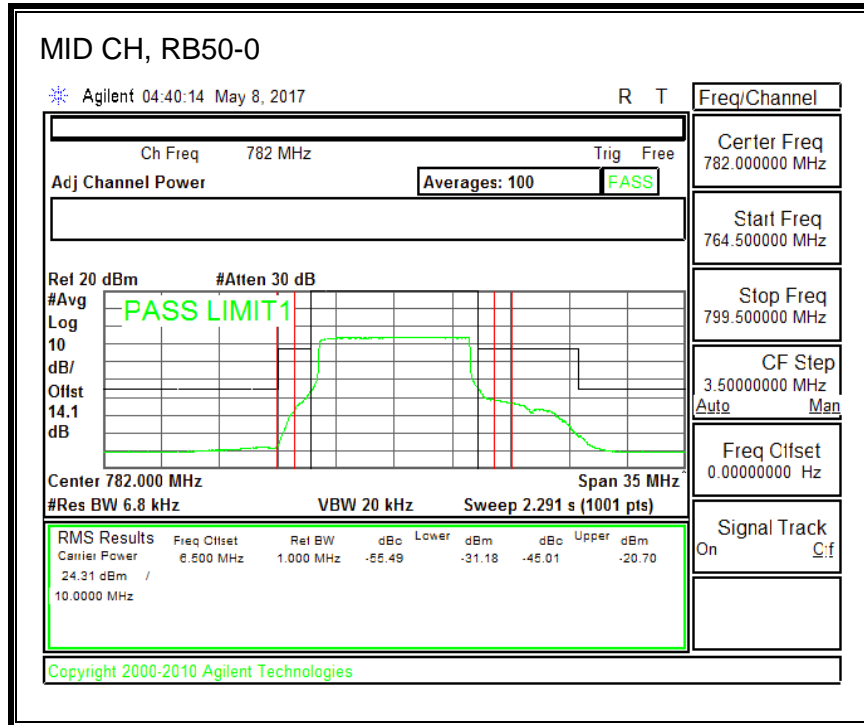 MID CH, RB50-0
Agilent 04:40:14 May 8, 2017 R T
Freq/Channel
Ch Freq 782 MHz Trig Free
Adj Channel Power Averages: 100 PASS
Center Freq
782.000000 MHz
Start Freq
764.500000 MHz
Stop Freq
799.500000 MHz
CF Step
3.50000000 MHz
Auto Man
Freq Offset
0.00000000 Hz
Signal Track
On Off
Ref 20 dBm #Atten 30 dB
#Avg
Log
10
dB/
Offst
14.1
dB
PASS LIMIT1
Center 782.000 MHz Span 35 MHz
#Res BW 6.8 kHz VBW 20 kHz Sweep 2.291 s (1001 pts)
RMS Results Freq Offset Ref BW dBc Lower dBm dBc Upper dBm
Carrier Power 6.500 MHz 1.000 MHz -55.49 -31.18 -45.01 -20.70
24.31 dBm /
10.0000 MHz
Copyright 2000-2010 Agilent Technologies